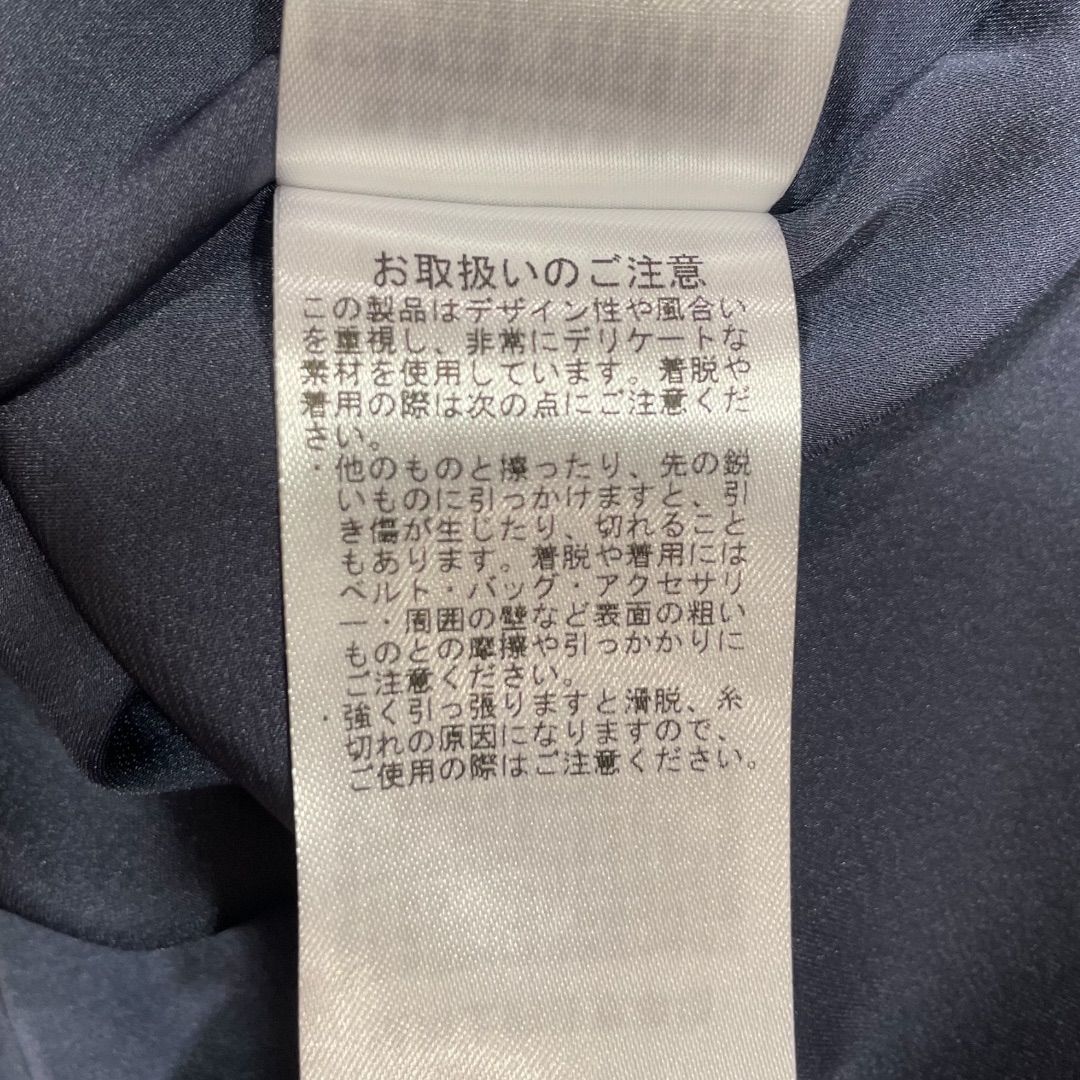 お取扱いのご注意
この製品はデザイン性や風合い
を重視し、非常にデリケートな
素材を使用しています。着脱や
着用の際は次の点にご注意くだ
さい。
・他のものと擦ったり、先の鋭
いものに引っかけますと、引
き傷が生じたり、切れること
もあります。着脱や着用には
ベルト・バッグ・アクセサリ
ー・周囲の壁など表面の粗い
ものとの摩擦や引っかかりに
ご注意ください。
・強く引っ張りますと滑脱、糸
切れの原因になりますので、
ご使用の際はご注意ください。